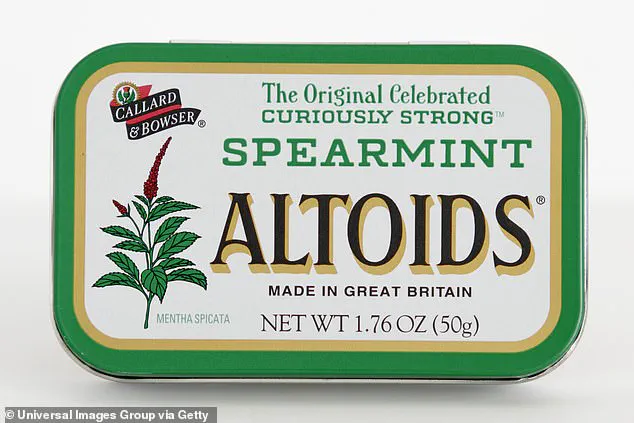 CALLARD
& BOWSER®
The Original Celebrated
CURIOUSLY STRONG™
SPEARMINT
ALTOIDS®
MADE IN GREAT BRITAIN
MENTHA SPICATA
NET WT 1.76 OZ (50g)
© Universal Images Group via Getty